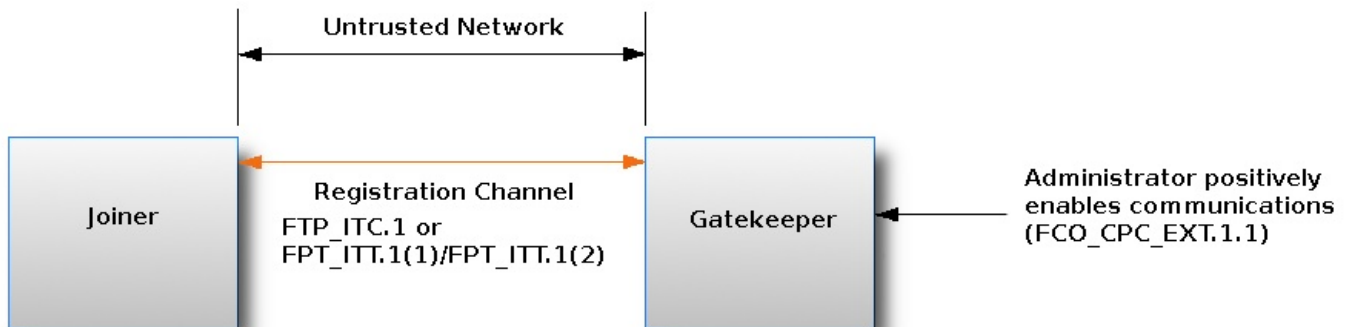 Untrusted Network
Joiner
Registration Channel
FTP_ITC.1 or
FPT_ITT.1(1)/FPT_ITT.1(2)
Gatekeeper
Administrator positively
enables communications
(FCO_CPC_EXT.1.1)